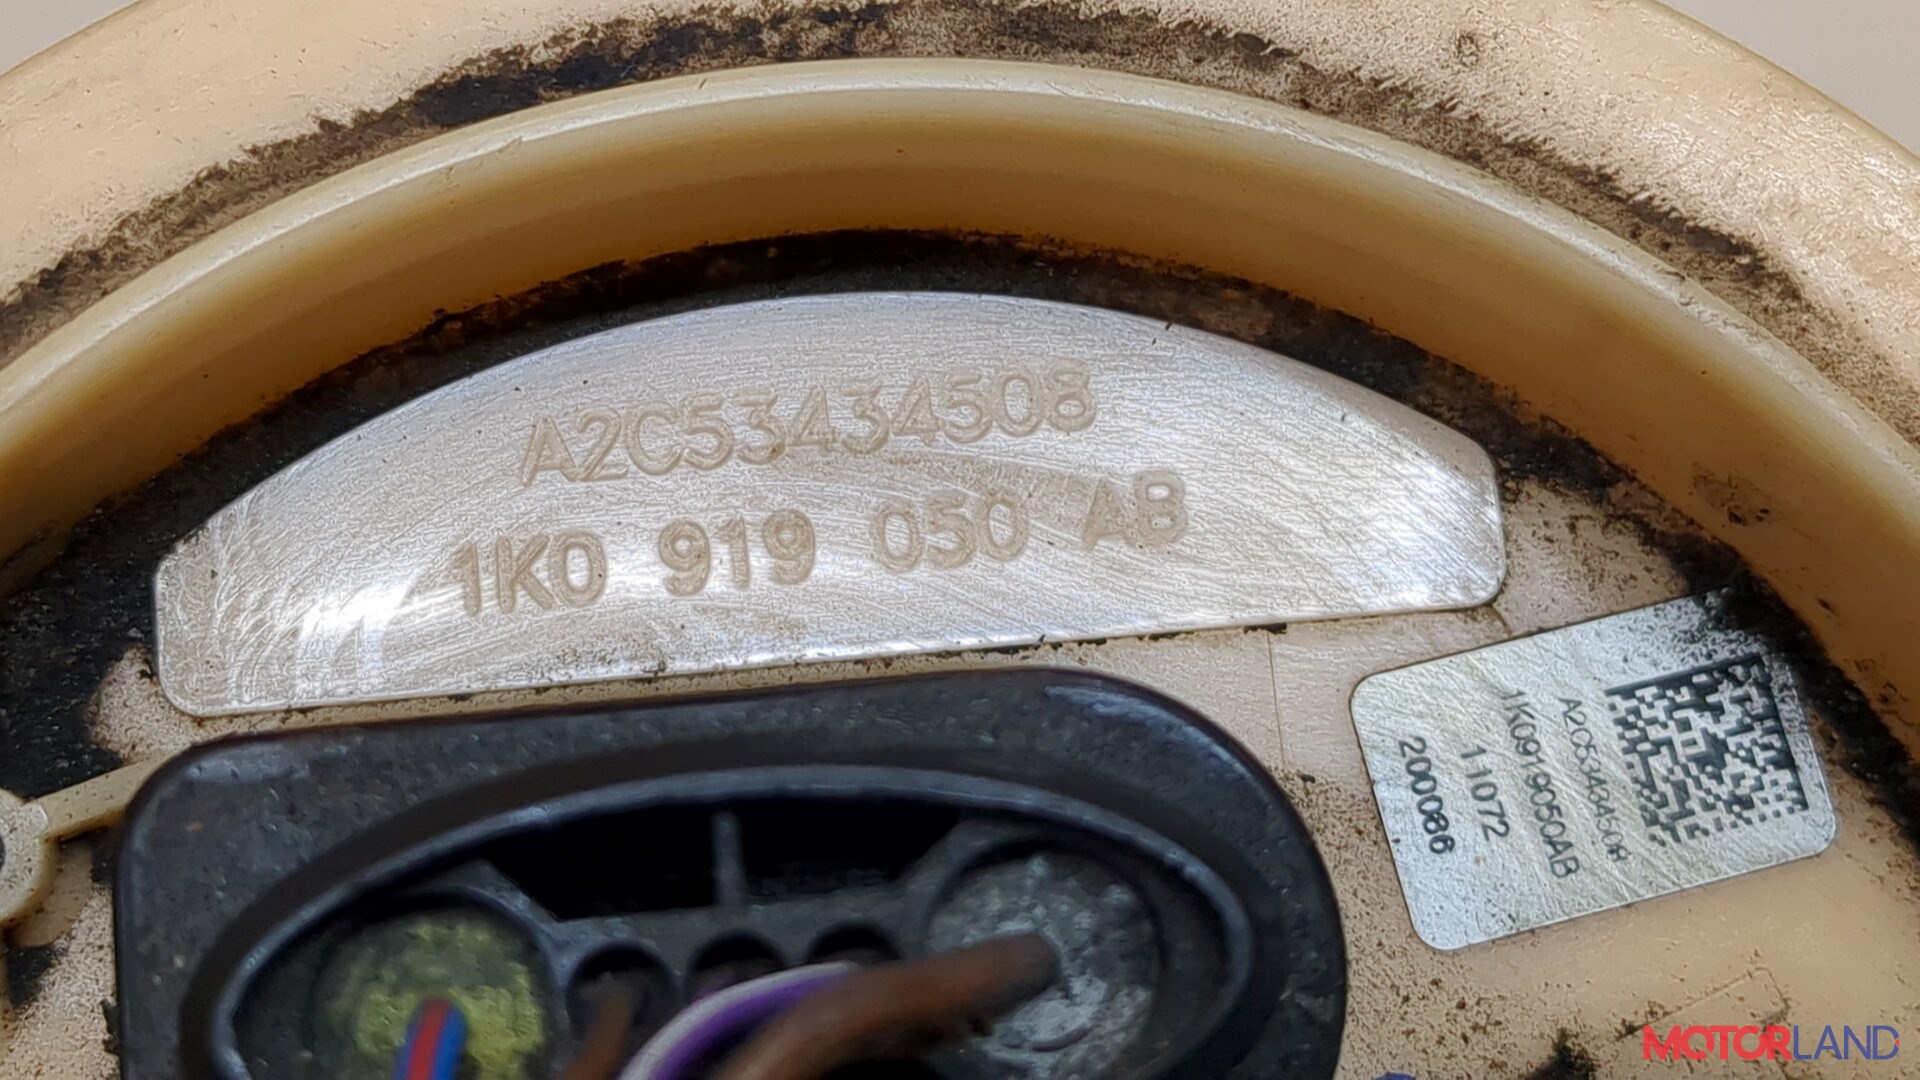 A2C53434508
1K0 919 050 AB
A2C53434508
1K0919050AB
11072
200086
MOTORLAND